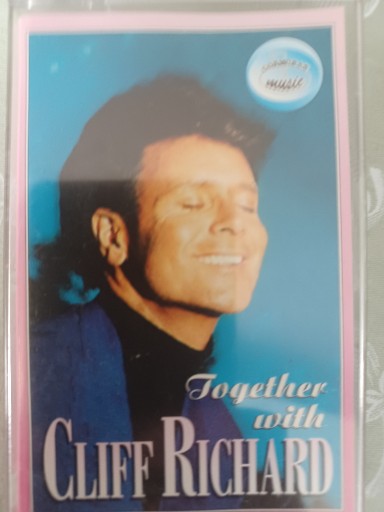 music
Together
with
CLIFF RICHARD